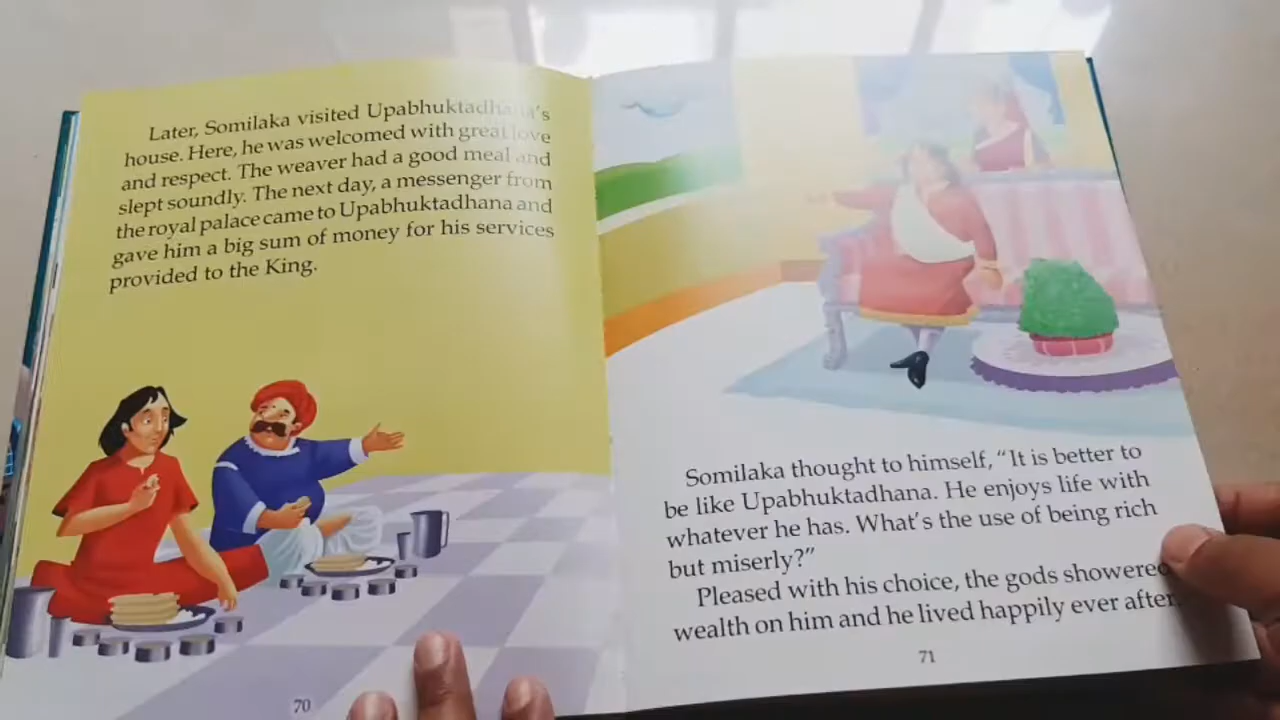 Later, Somilaka visited Upabhuktadhana's
house. Here, he was welcomed with great love
and respect. The weaver had a good meal and
slept soundly. The next day, a messenger from
the royal palace came to Upabhuktadhana and
gave him a big sum of money for his services
provided to the King.
70
Somilaka thought to himself, “It is better to
be like Upabhuktadhana. He enjoys life with
whatever he has. What's the use of being rich
but miserly?”
Pleased with his choice, the gods showered
wealth on him and he lived happily ever after.
71